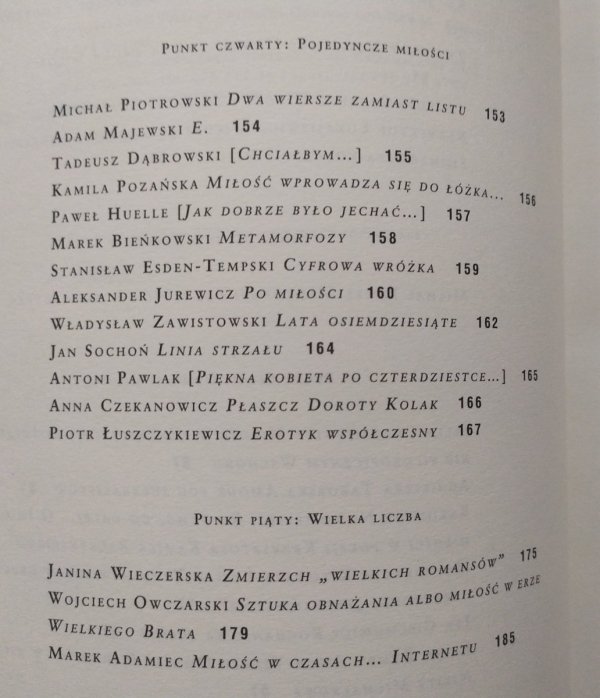 Punkt czwarty: Pojedyncze miłości
Michał Piotrowski Dwa wiersze zamiast listu 153
Adam Majewski E. 154
Tadeusz Dąbrowski [Chciałbym...] 155
Kamila Pozańska Miłość wprowadza się do łóżka... 156
Paweł Huelle [Jak dobrze było jechać...] 157
Marek Bieńkowski Metamorfozy 158
Stanisław Esden-Tempski Cyfrowa wróżka 159
Aleksander Jurewicz Po miłości 160
Władysław Zawistowski Lata osiemdziesiąte 162
Jan Sochoń Linia strzału 164
Antoni Pawlak [Piękna kobieta po czterdziestce...] 165
Anna Czekanowicz Płaszcz Doroty Kolak 166
Piotr Łuszczykiewicz Erotyk współczesny 167
Punkt piąty: Wielka liczba
Janina Wieczerska Zmierzch „wielkich romansów” 175
Wojciech Owczarski Sztuka obnażania albo miłość w erze
Wielkiego Brata 179
Marek Adamiec Miłość w czasach... Internetu 185